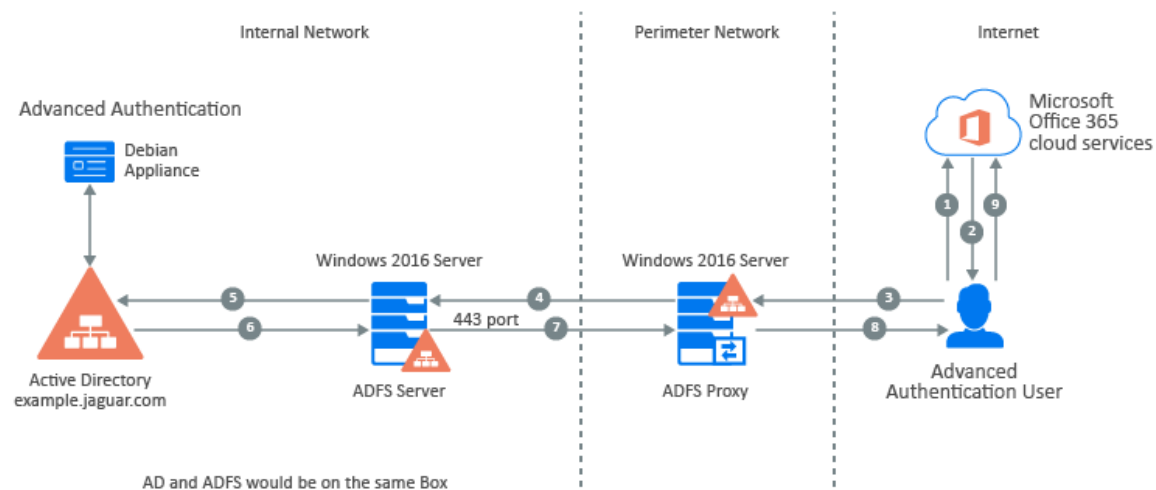 Internal Network
Perimeter Network
Internet
Advanced Authentication
Debian
Appliance
Microsoft
Office 365
cloud services
1
2
9
Windows 2016 Server
Windows 2016 Server
5
4
3
6
443 port
7
8
Active Directory
example.jaguar.com
ADFS Server
ADFS Proxy
Advanced
Authentication User
AD and ADFS would be on the same Box